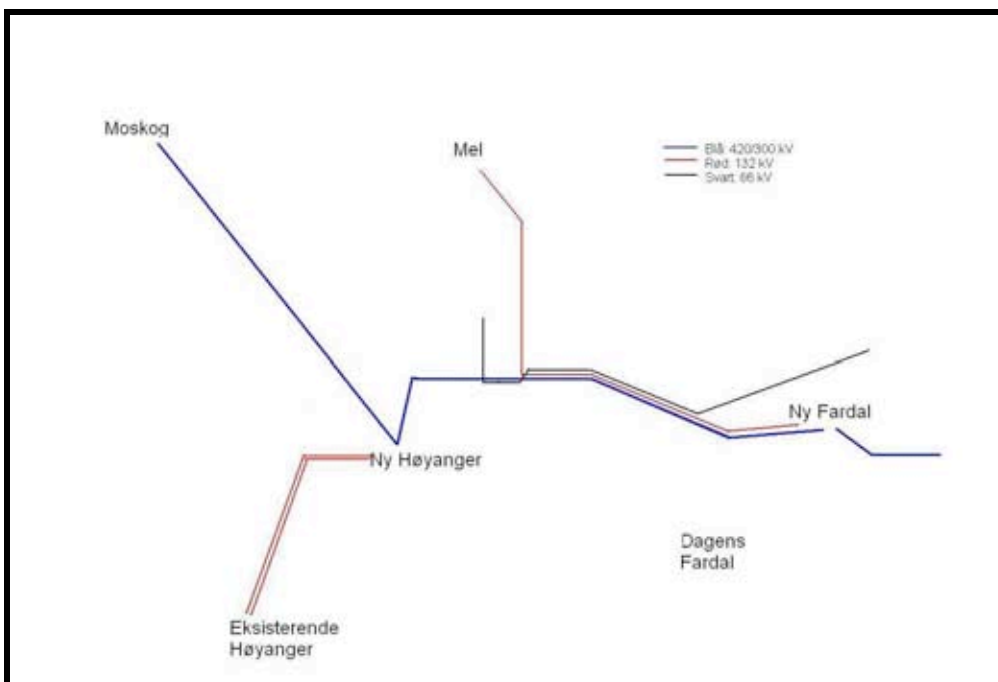 Moskog
Mel
Blå: 420/300 kV
Rød: 132 kV
Svart: 66 kV
Ny Fardal
Ny Høyanger
Dagens
Fardal
Eksisterende
Høyanger